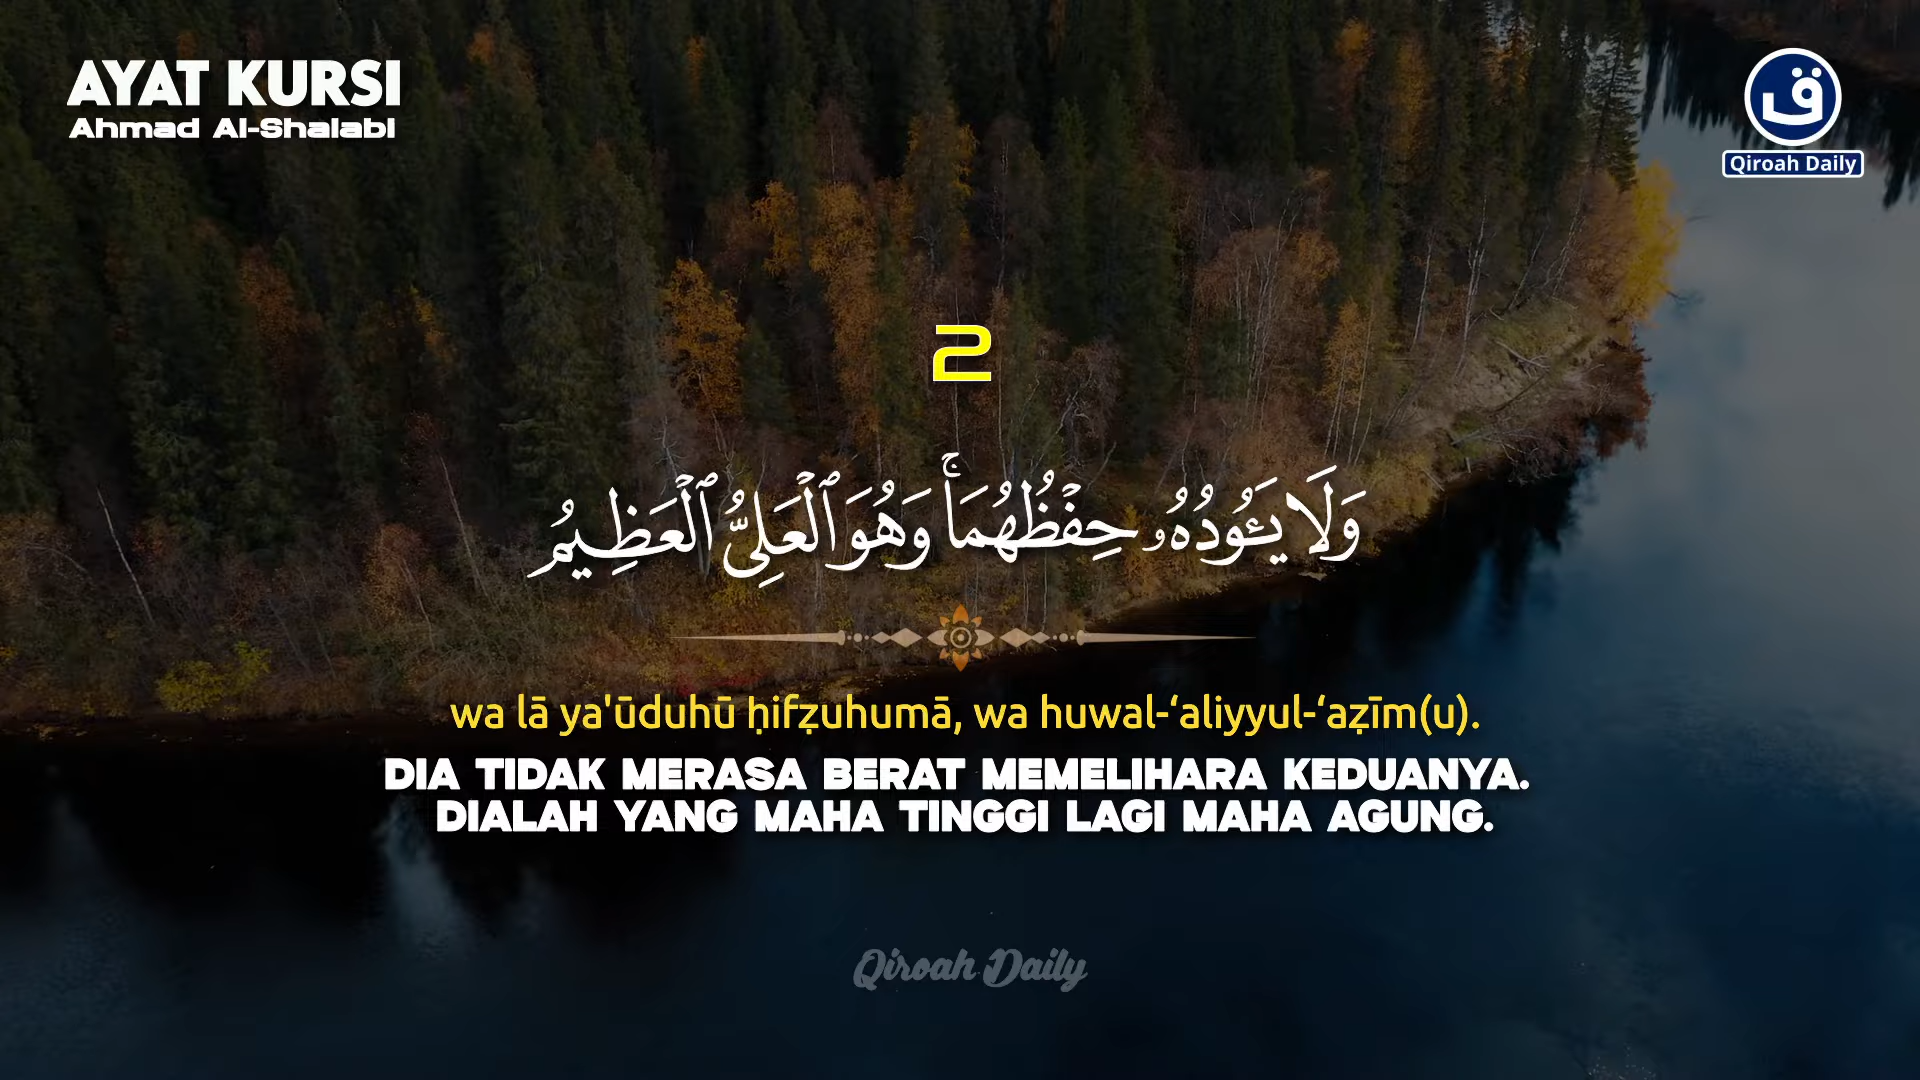 AYAT KURSI
Ahmad Al-Shalabi
ق
Qiroah Daily
2
وَلَا يَـُٔودُهُۥ حِفۡظُهُمَاۚ وَهُوَ ٱلۡعَلِيُّ ٱلۡعَظِيمُ
wa lā ya'ūduhū ḥifẓuhumā, wa huwal-‘aliyyul-‘aẓīm(u).
DIA TIDAK MERASA BERAT MEMELIHARA KEDUANYA.
DIALAH YANG MAHA TINGGI LAGI MAHA AGUNG.
Qiroah Daily